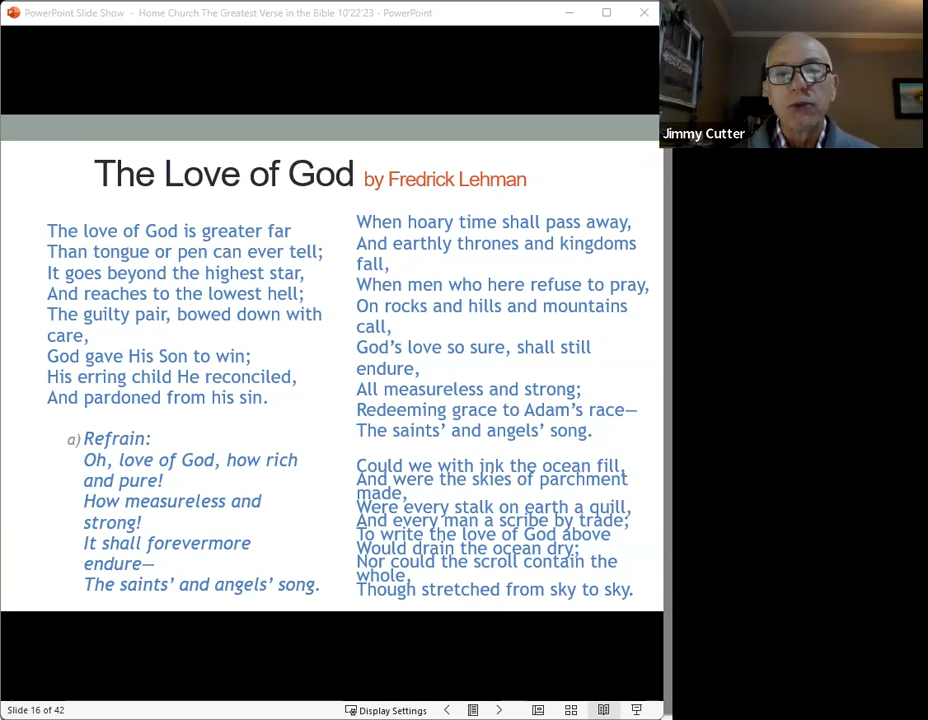 PowerPoint Slide Show - Home Church The Greatest Verse in the Bible 10'22'23 - PowerPoint
Jimmy Cutter
The Love of God by Fredrick Lehman
The love of God is greater far
Than tongue or pen can ever tell;
It goes beyond the highest star,
And reaches to the lowest hell;
The guilty pair, bowed down with
care,
God gave His Son to win;
His erring child He reconciled,
And pardoned from his sin.
a) Refrain:
Oh, love of God, how rich
and pure!
How measureless and
strong!
It shall forevermore
endure—
The saints’ and angels’ song.
When hoary time shall pass away,
And earthly thrones and kingdoms
fall,
When men who here refuse to pray,
On rocks and hills and mountains
call,
God’s love so sure, shall still
endure,
All measureless and strong;
Redeeming grace to Adam’s race—
The saints’ and angels’ song.
Could we with ink the ocean fill,
And were the skies of parchment
made,
Were every stalk on earth a quill,
And every man a scribe by trade;
To write the love of God above
Would drain the ocean dry;
Nor could the scroll contain the
whole,
Though stretched from sky to sky.
Slide 16 of 42
Display Settings